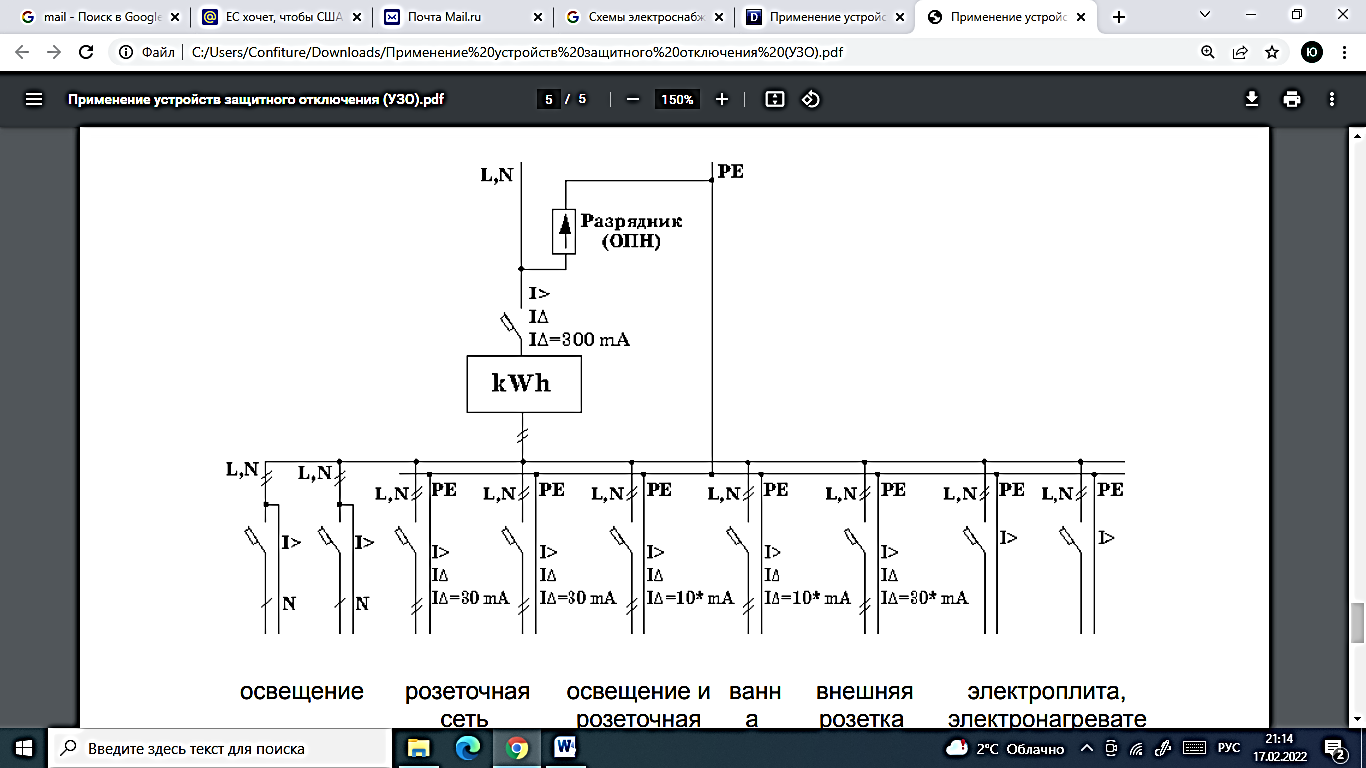 mail - Поиск в Google
ЕС хочет, чтобы США
Почта Mail.ru
Схемы электроснабж
Применение устройс
Применение устройс
Файл | C:/Users/Confiture/Downloads/Применение%20устройств%20защитного%20отключения%20(УЗО).pdf
Ю
Применение устройств защитного отключения (УЗО).pdf
5 / 5
150%
L,N
PE
Разрядник
(ОПН)
I>
IΔ
IΔ=300 mA
kWh
L,N L,N
L,N PE L,N PE L,N PE L,N PE L,N PE L,N PE L,N PE
I> I> I> I>
I> I> I> I> I>
IΔ IΔ IΔ IΔ IΔ
N N IΔ=30 mA IΔ=30 mA IΔ=10* mA IΔ=10* mA IΔ=30* mA
освещение розеточная освещение и ванн внешняя электроплита,
сеть розеточная а розетка электронагревате
Введите здесь текст для поиска
W
2°C Облачно
РУС
21:14
17.02.2022
2